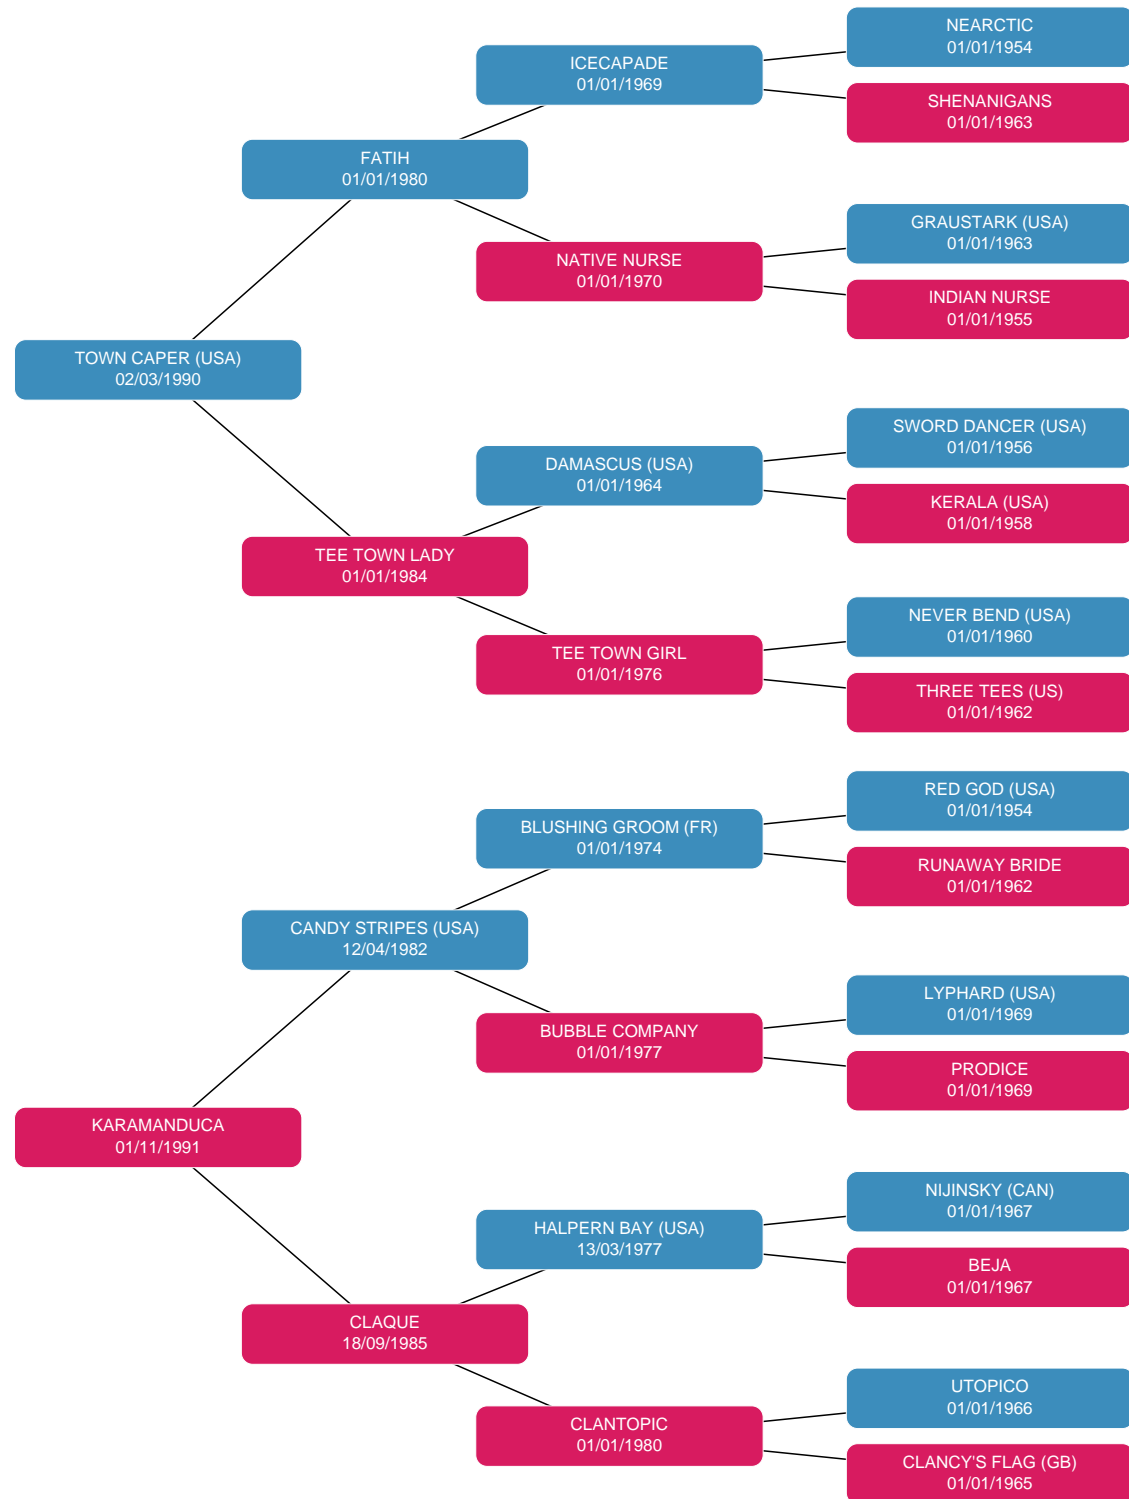 NEARCTIC
01/01/1954
ICECAPADE
01/01/1969
SHENANIGANS
01/01/1963
FATIH
01/01/1980
GRAUSTARK (USA)
01/01/1963
NATIVE NURSE
01/01/1970
INDIAN NURSE
01/01/1955
TOWN CAPER (USA)
02/03/1990
SWORD DANCER (USA)
01/01/1956
DAMASCUS (USA)
01/01/1964
KERALA (USA)
01/01/1958
TEE TOWN LADY
01/01/1984
NEVER BEND (USA)
01/01/1960
TEE TOWN GIRL
01/01/1976
THREE TEES (US)
01/01/1962
RED GOD (USA)
01/01/1954
BLUSHING GROOM (FR)
01/01/1974
RUNAWAY BRIDE
01/01/1962
CANDY STRIPES (USA)
12/04/1982
LYPHARD (USA)
01/01/1969
BUBBLE COMPANY
01/01/1977
PRODICE
01/01/1969
KARAMANDUCA
01/11/1991
NIJINSKY (CAN)
01/01/1967
HALPERN BAY (USA)
13/03/1977
BEJA
01/01/1967
CLAQUE
18/09/1985
UTOPICO
01/01/1966
CLANTOPIC
01/01/1980
CLANCY'S FLAG (GB)
01/01/1965